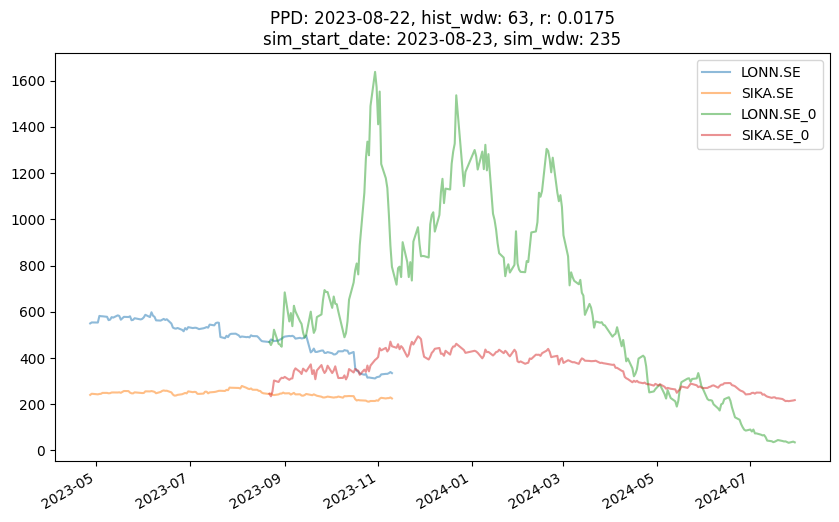 PPD: 2023-08-22, hist_wdw: 63, r: 0.0175
sim_start_date: 2023-08-23, sim_wdw: 235
LONN.SE
SIKA.SE
LONN.SE_0
SIKA.SE_0
1600
1400
1200
1000
800
600
400
200
0
2023-05
2023-07
2023-09
2023-11
2024-01
2024-03
2024-05
2024-07